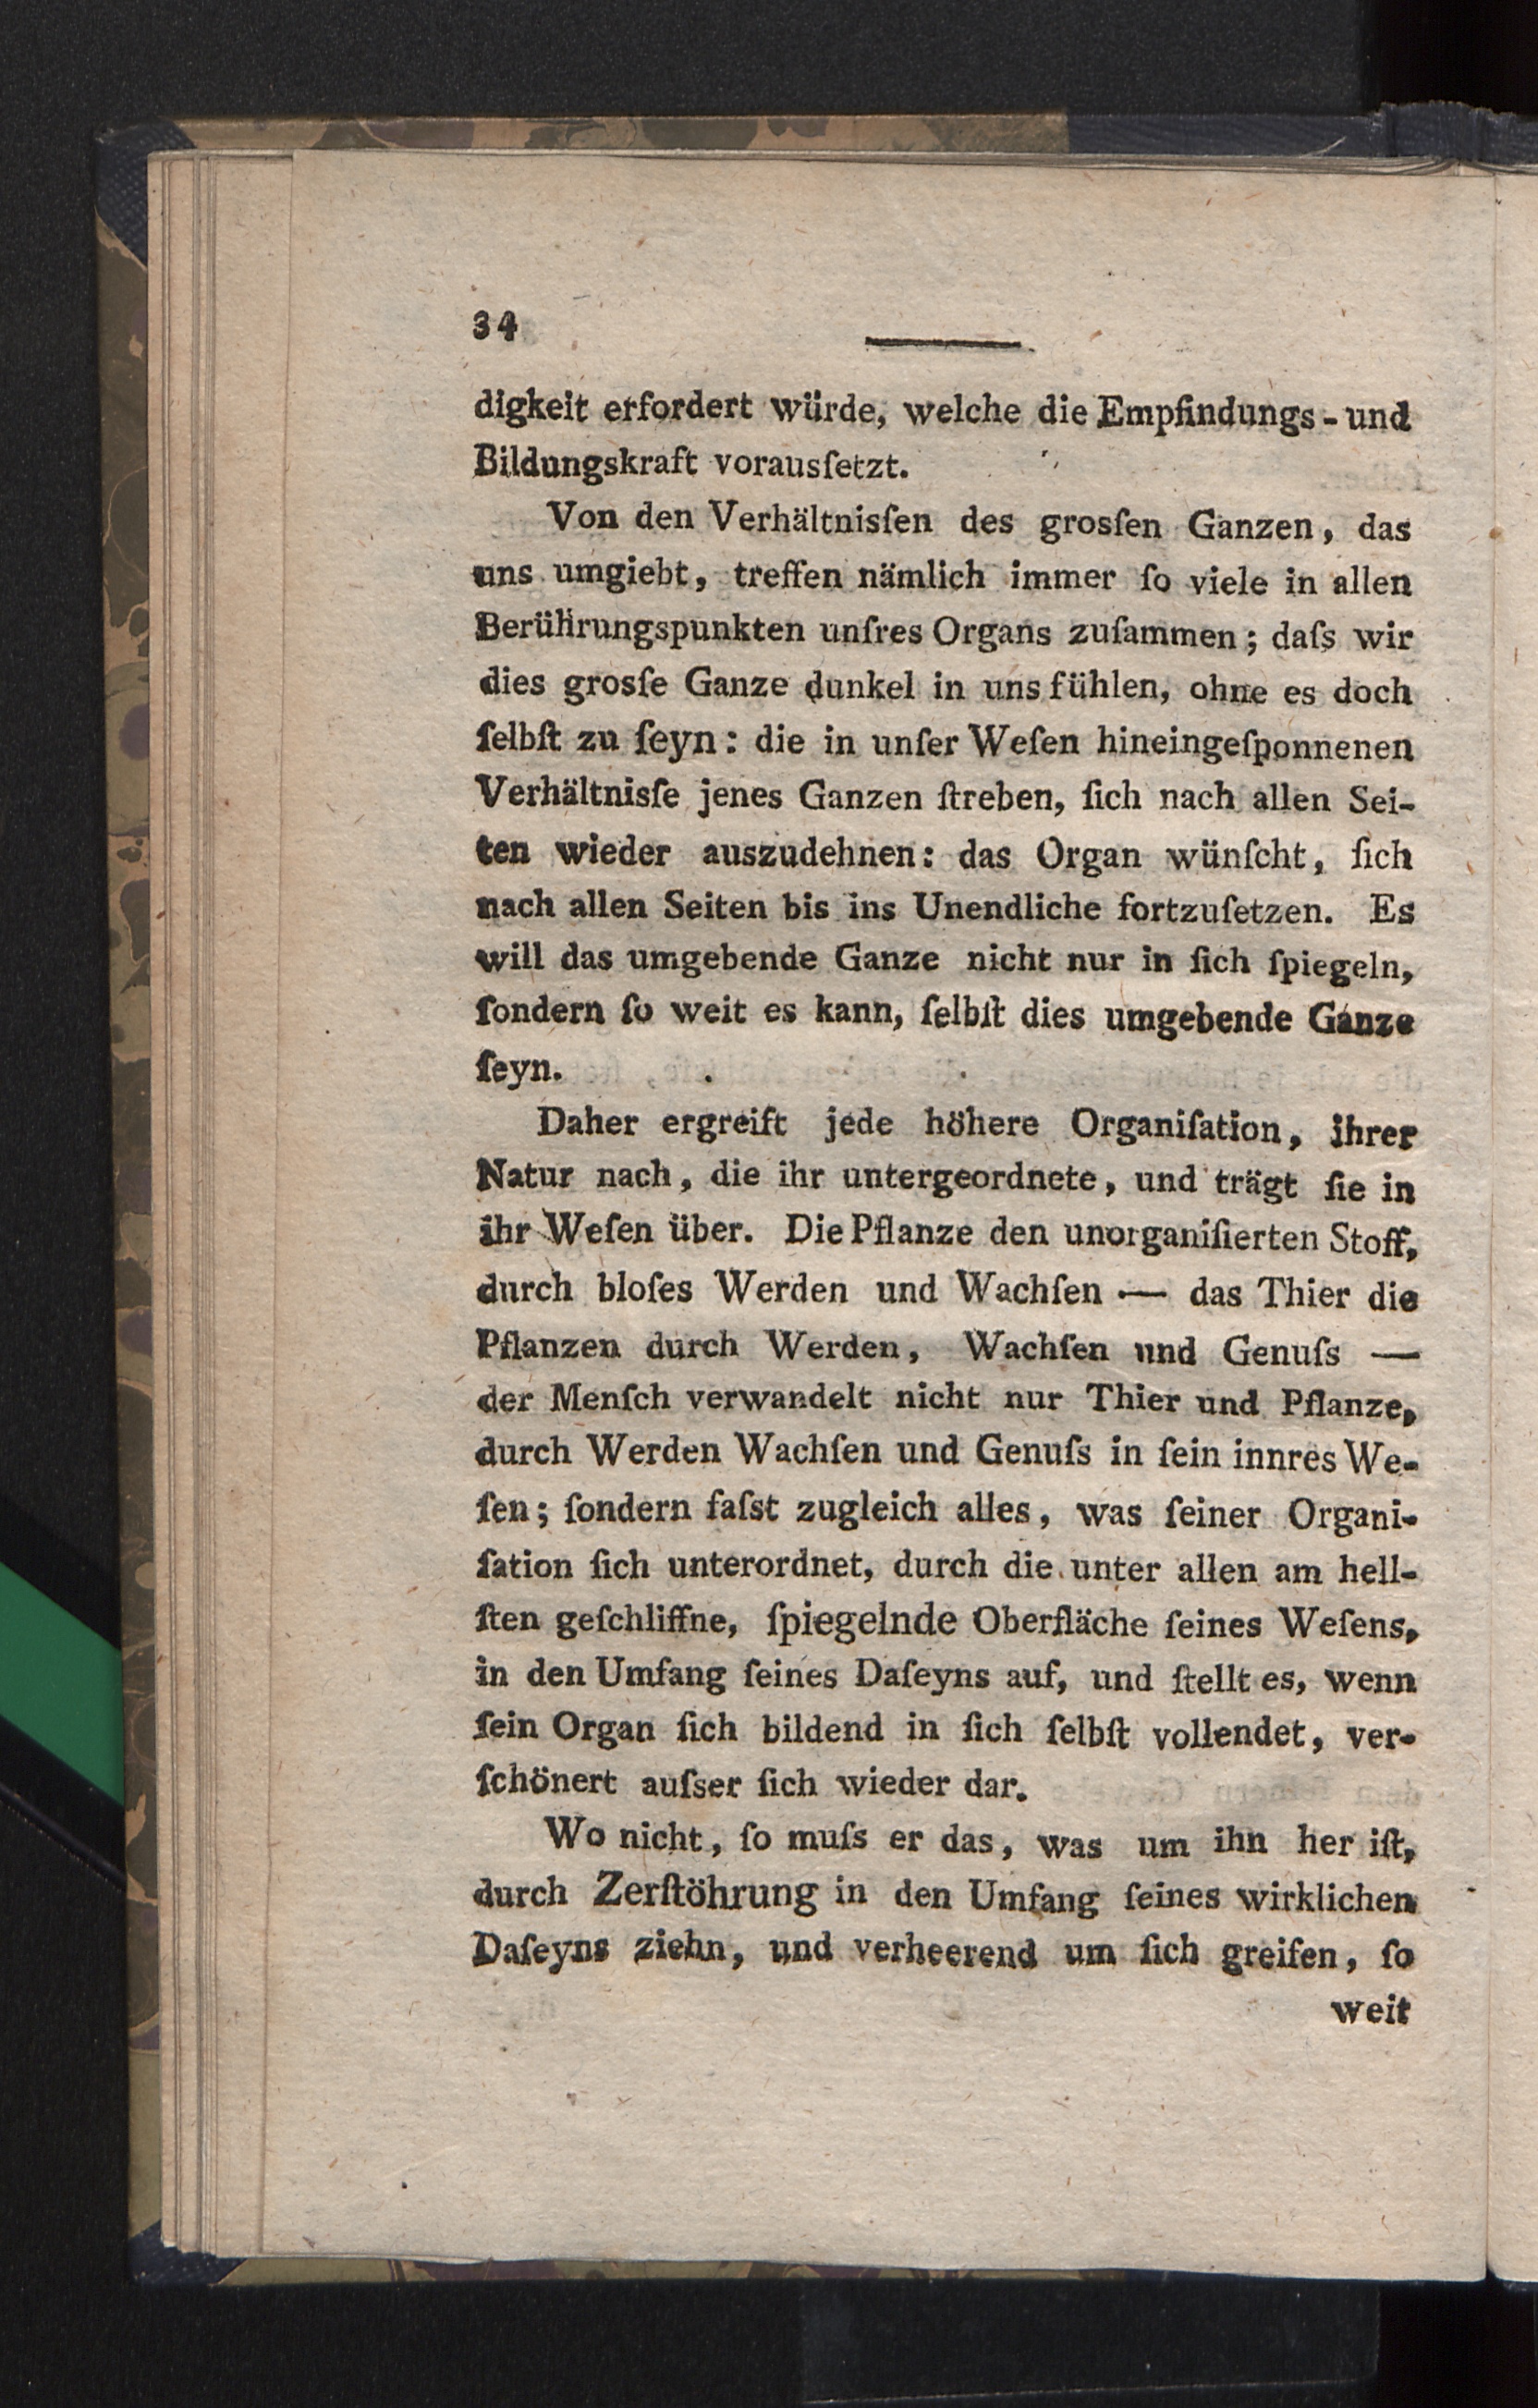 34
digkeit erfordert würde, welche die Empfindungs - und
Bildungskraft vorausſetzt.
Von den Verhältnisſen des grosſen Ganzen, das
uns umgiebt, treffen nämlich immer ſo viele in allen
Berührungspunkten unſres Organs zuſammen; daſs wir
dies grosſe Ganze dunkel in uns fühlen, ohne es doch
ſelbſt zu ſeyn: die in unſer Weſen hineingeſponnenen
Verhältnisſe jenes Ganzen ſtreben, ſich nach allen Sei-
ten wieder auszudehnen: das Organ wünſcht, ſich
nach allen Seiten bis ins Unendliche fortzuſetzen. Es
will das umgebende Ganze nicht nur in ſich ſpiegeln,
ſondern ſo weit es kann, ſelbſt dies umgebende Ganze
ſeyn.
Daher ergreift jede höhere Organiſation, ihrer
Natur nach, die ihr untergeordnete, und trägt ſie in
ihr Weſen über. Die Pflanze den unorganiſierten Stoff,
durch bloſes Werden und Wachſen — das Thier die
Pflanzen durch Werden, Wachſen und Genuſs —
der Menſch verwandelt nicht nur Thier und Pflanze,
durch Werden Wachſen und Genuſs in ſein innres We-
ſen; ſondern faſst zugleich alles, was ſeiner Organi-
ſation ſich unterordnet, durch die unter allen am hell-
ſten geſchliffne, ſpiegelnde Oberfläche ſeines Weſens,
in den Umfang ſeines Daſeyns auf, und ſtellt es, wenn
ſein Organ ſich bildend in ſich ſelbſt vollendet, ver-
ſchönert auſser ſich wieder dar.
Wo nicht, ſo muſs er das, was um ihn her iſt,
durch Zerſtöhrung in den Umfang ſeines wirklichen
Daſeyns ziehn, und verheerend um ſich greifen, ſo
weit